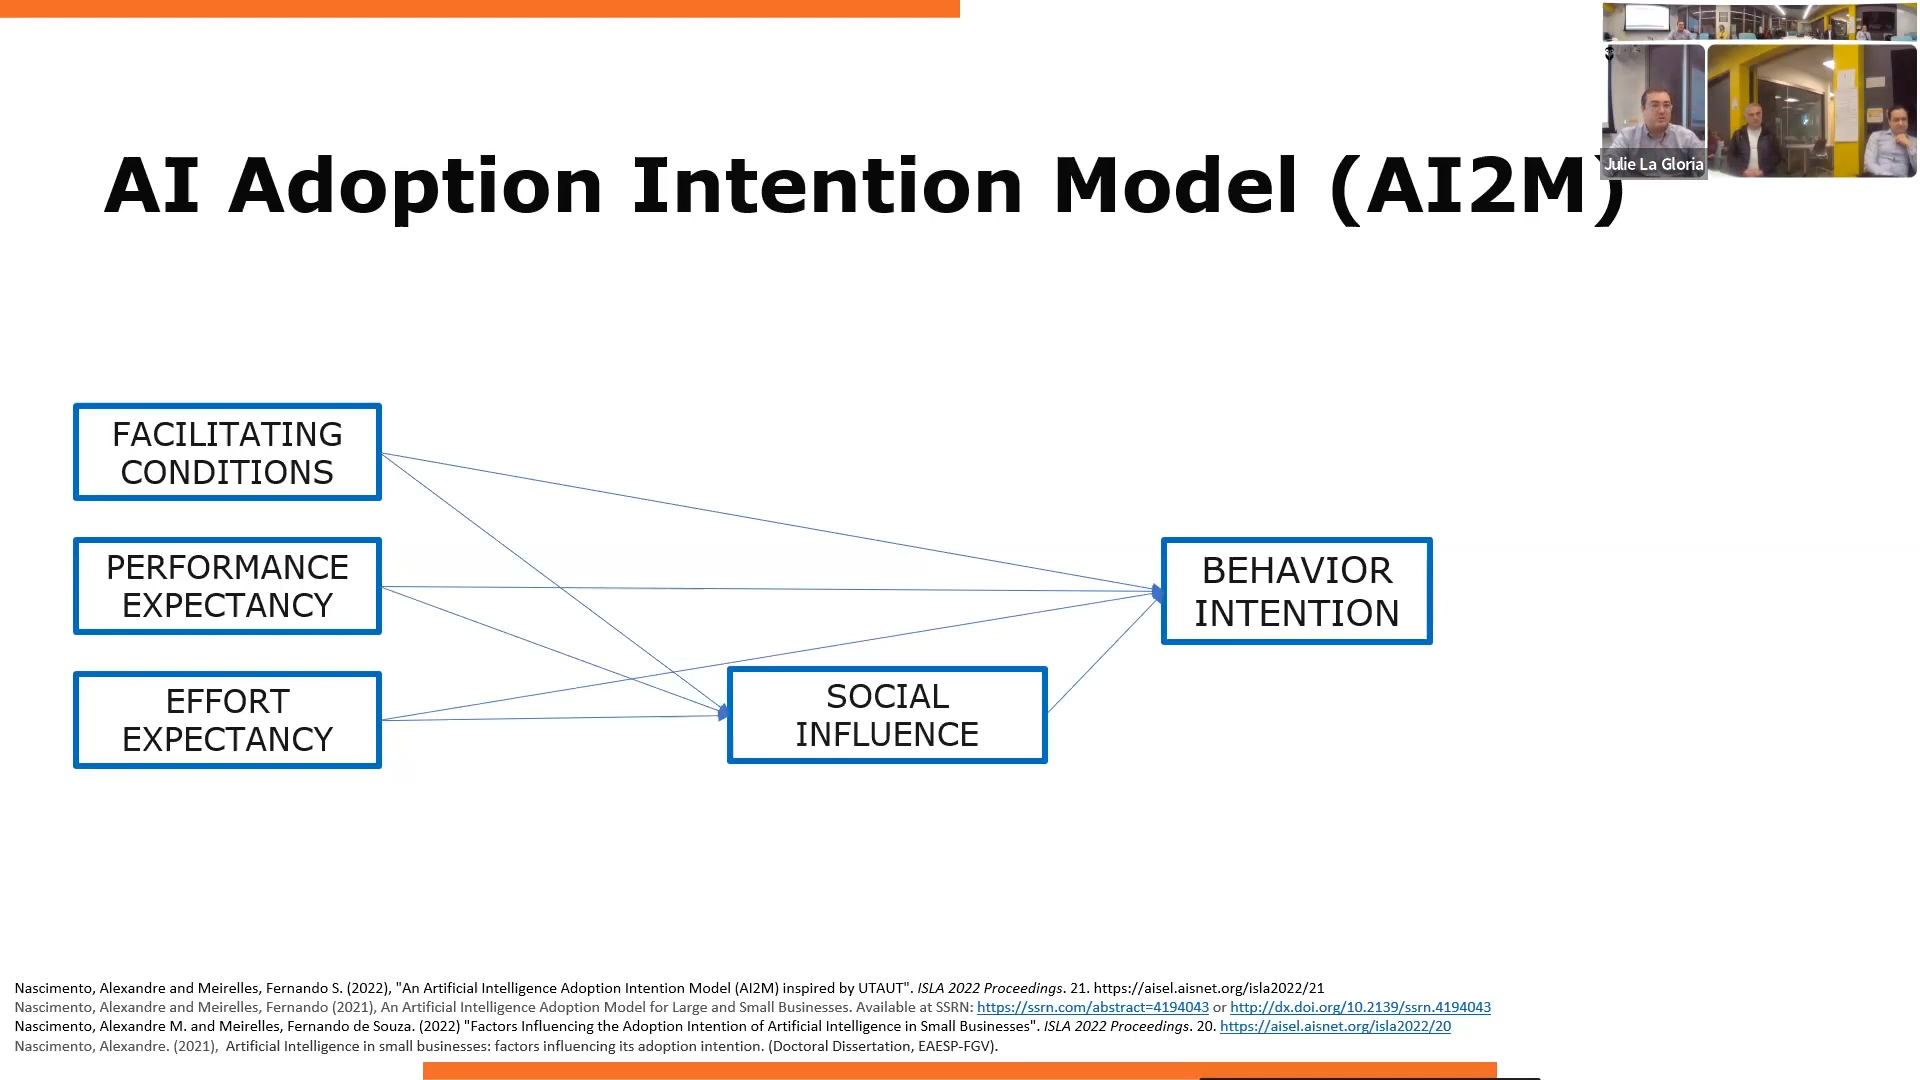 Julie La Gloria
AI Adoption Intention Model (AI2M)
FACILITATING
CONDITIONS
PERFORMANCE
EXPECTANCY
EFFORT
EXPECTANCY
SOCIAL
INFLUENCE
BEHAVIOR
INTENTION
Nascimento, Alexandre and Meirelles, Fernando S. (2022), "An Artificial Intelligence Adoption Intention Model (AI2M) inspired by UTAUT". ISLA 2022 Proceedings. 21. https://aisel.aisnet.org/isla2022/21
Nascimento, Alexandre and Meirelles, Fernando (2021), An Artificial Intelligence Adoption Model for Large and Small Businesses. Available at SSRN: https://ssrn.com/abstract=4194043 or http://dx.doi.org/10.2139/ssrn.4194043
Nascimento, Alexandre M. and Meirelles, Fernando de Souza. (2022) "Factors Influencing the Adoption Intention of Artificial Intelligence in Small Businesses". ISLA 2022 Proceedings. 20. https://aisel.aisnet.org/isla2022/20
Nascimento, Alexandre. (2021), Artificial Intelligence in small businesses: factors influencing its adoption intention. (Doctoral Dissertation, EAESP-FGV).